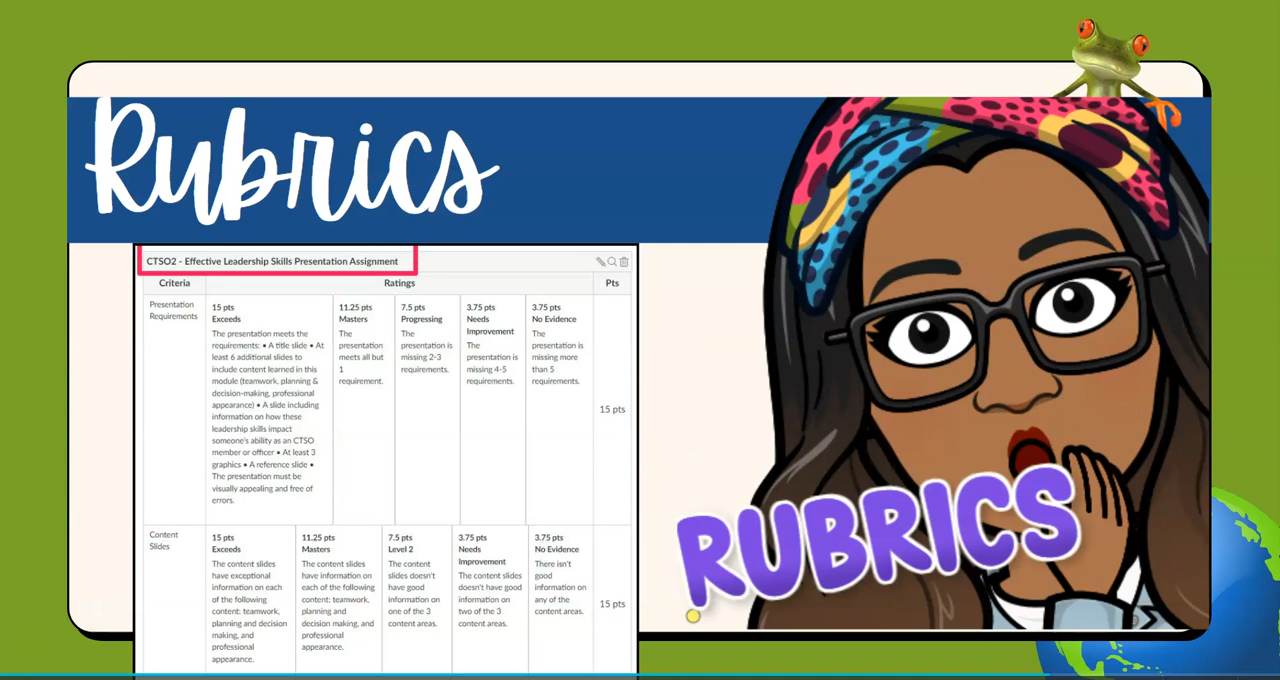 Rubrics
CTSO2 - Effective Leadership Skills Presentation Assignment
Criteria
Ratings
Pts
Presentation
Requirements
15 pts
Exceeds
The presentation meets the
requirements: • A title slide • At
least 6 additional slides to
include content learned in this
module (teamwork, planning &
decision-making, professional
appearance) • A slide including
information on how these
leadership skills impact
someone's ability as an CTSO
member or officer • At least 3
graphics • A reference slide •
The presentation must be
visually appealing and free of
errors.
11.25 pts
Masters
The
presentation
meets all but
1
requirement.
7.5 pts
Progressing
The
presentation is
missing 2-3
requirements.
3.75 pts
Needs
Improvement
The
presentation is
missing 4-5
requirements.
3.75 pts
No Evidence
The
presentation is
missing more
than 5
requirements.
15 pts
Content
Slides
15 pts
Exceeds
The content slides
have exceptional
information on each
of the following
content: teamwork,
planning and decision
making, and
professional
appearance.
11.25 pts
Masters
The content slides
have information on
each of the following
content: teamwork,
planning and
decision making, and
professional
appearance.
7.5 pts
Level 2
The content
slides doesn't
have good
information on
one of the 3
content areas.
3.75 pts
Needs
Improvement
The content slides
doesn't have good
information on
two of the 3
content areas.
3.75 pts
No Evidence
There isn't
good
information on
any of the
content areas.
15 pts
RUBRICS